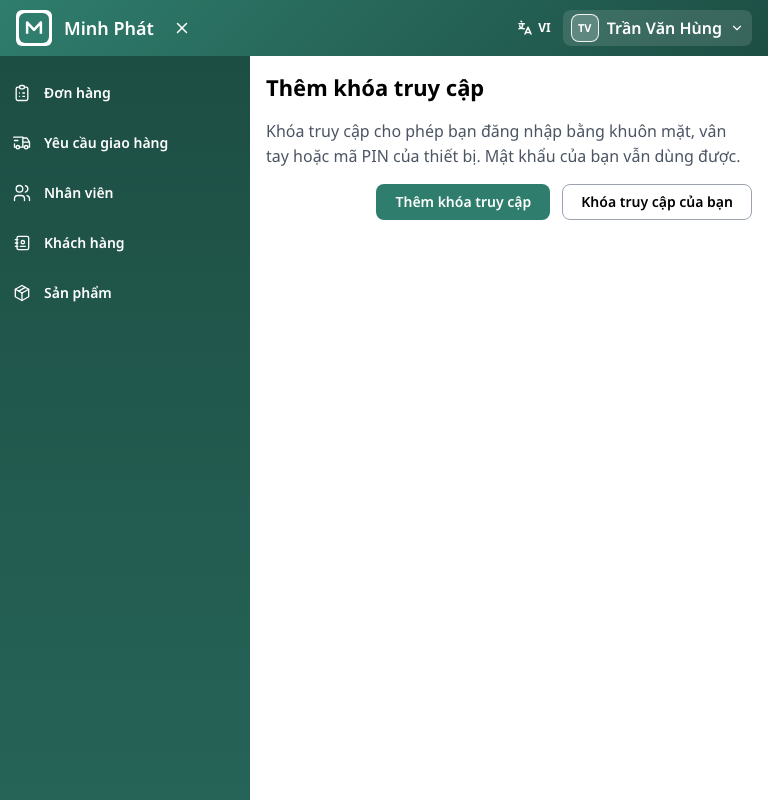 Minh Phát
VI
TV
Trần Văn Hùng
Đơn hàng
Yêu cầu giao hàng
Nhân viên
Khách hàng
Sản phẩm
Thêm khóa truy cập
Khóa truy cập cho phép bạn đăng nhập bằng khuôn mặt, vân
tay hoặc mã PIN của thiết bị. Mật khẩu của bạn vẫn dùng được.
Thêm khóa truy cập
Khóa truy cập của bạn